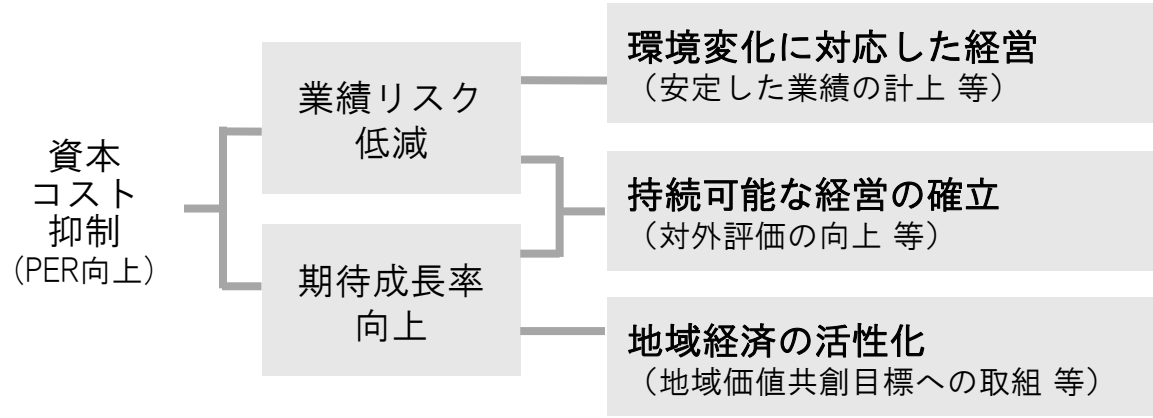 資本
コスト
抑制
(PER向上)
業績リスク
低減
期待成長率
向上
環境変化に対応した経営
（安定した業績の計上 等）
持続可能な経営の確立
（対外評価の向上 等）
地域経済の活性化
（地域価値共創目標への取組 等）